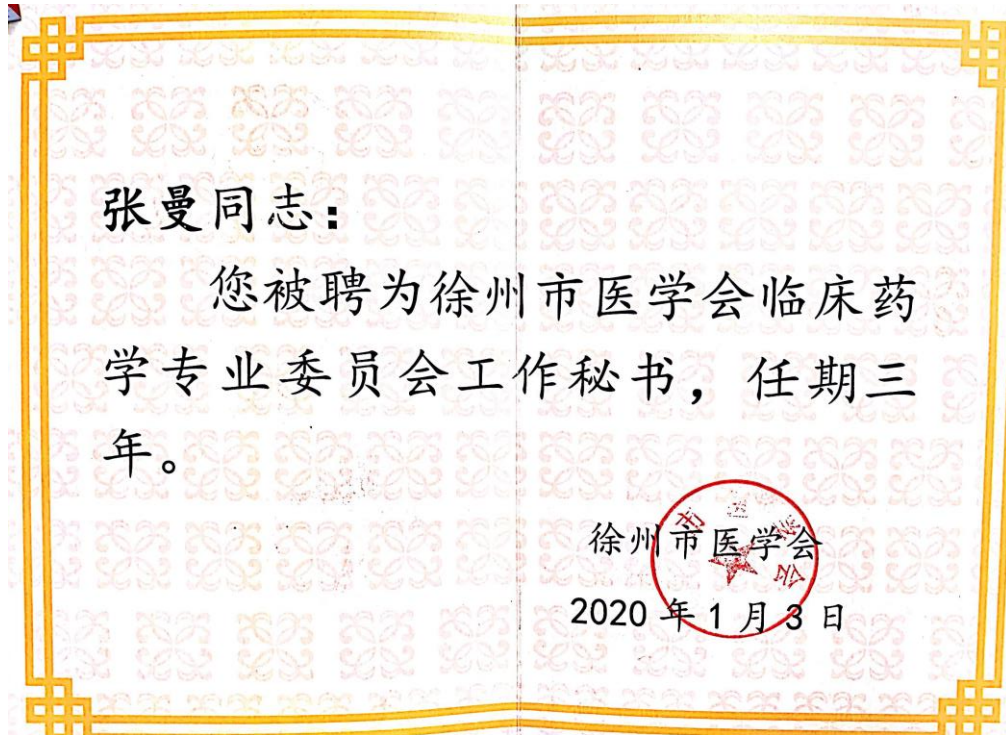 张曼同志：
您被聘为徐州市医学会临床药
学专业委员会工作秘书，任期三
年。
徐州市医学会
2020年1月3日